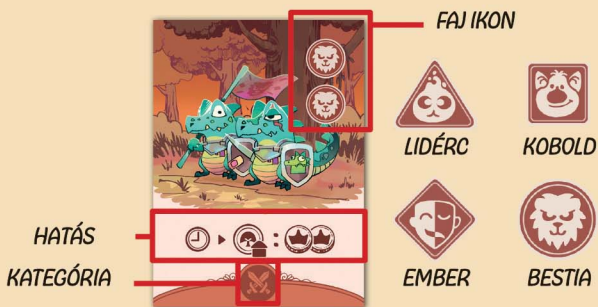 FAJ IKON
LIDÉRC
KOBOLD
HATÁS
KATEGÓRIA
EMBER
BESTIA